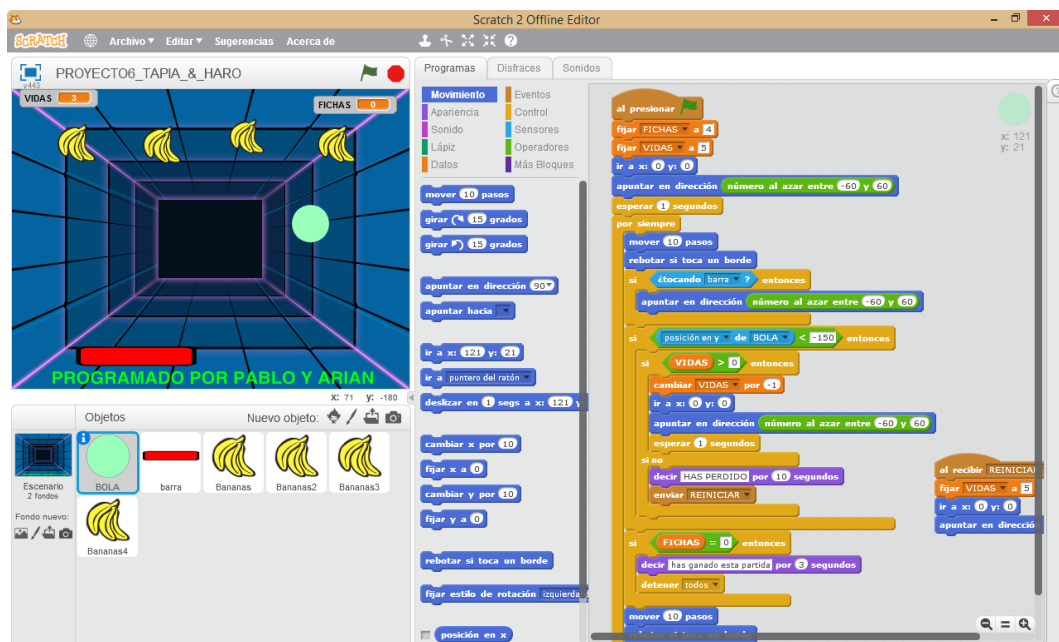 Scratch 2 Offline Editor
SCRATCH Archivo Editar Sugerencias Acerca de
PROYECTO6_TAPIA_&_HARO
v443
VIDAS 3
FICHAS 0
PROGRAMADO POR PABLO Y ARIAN
x: 71 y: -180
Objetos Nuevo objeto:
Escenario
2 fondos
Fondo nuevo:
BOLA
barra
Bananas
Bananas2
Bananas3
Bananas4
Programas Disfraces Sonidos
Movimiento Eventos
Apariencia Control
Sonido Sensores
Lápiz Operadores
Datos Más Bloques
mover 10 pasos
girar 15 grados
girar 15 grados
apuntar en dirección 90
apuntar hacia
ir a x: 121 y: 21
ir a puntero del ratón
deslizar en 1 segs a x: 121 y
cambiar x por 10
fijar x a 0
cambiar y por 10
fijar y a 0
rebotar si toca un borde
fijar estilo de rotación izquierda
posición en x
al presionar
fijar FICHAS a 4
fijar VIDAS a 5
ir a x: 0 y: 0
apuntar en dirección número al azar entre -60 y 60
esperar 1 segundos
por siempre
mover 10 pasos
rebotar si toca un borde
si ¿tocando barra ? entonces
apuntar en dirección número al azar entre -60 y 60
si posición en y de BOLA < -150 entonces
si VIDAS > 0 entonces
cambiar VIDAS por -1
ir a x: 0 y: 0
apuntar en dirección número al azar entre -60 y 60
esperar 1 segundos
si no
decir HAS PERDIDO por 10 segundos
enviar REINICIAR
si FICHAS = 0 entonces
decir has ganado esta partida por 3 segundos
detener todos
mover 10 pasos
rebotar si toca un borde
x: 121
y: 21
al recibir REINICIAR
fijar VIDAS a 5
ir a x: 0 y: 0
apuntar en dirección